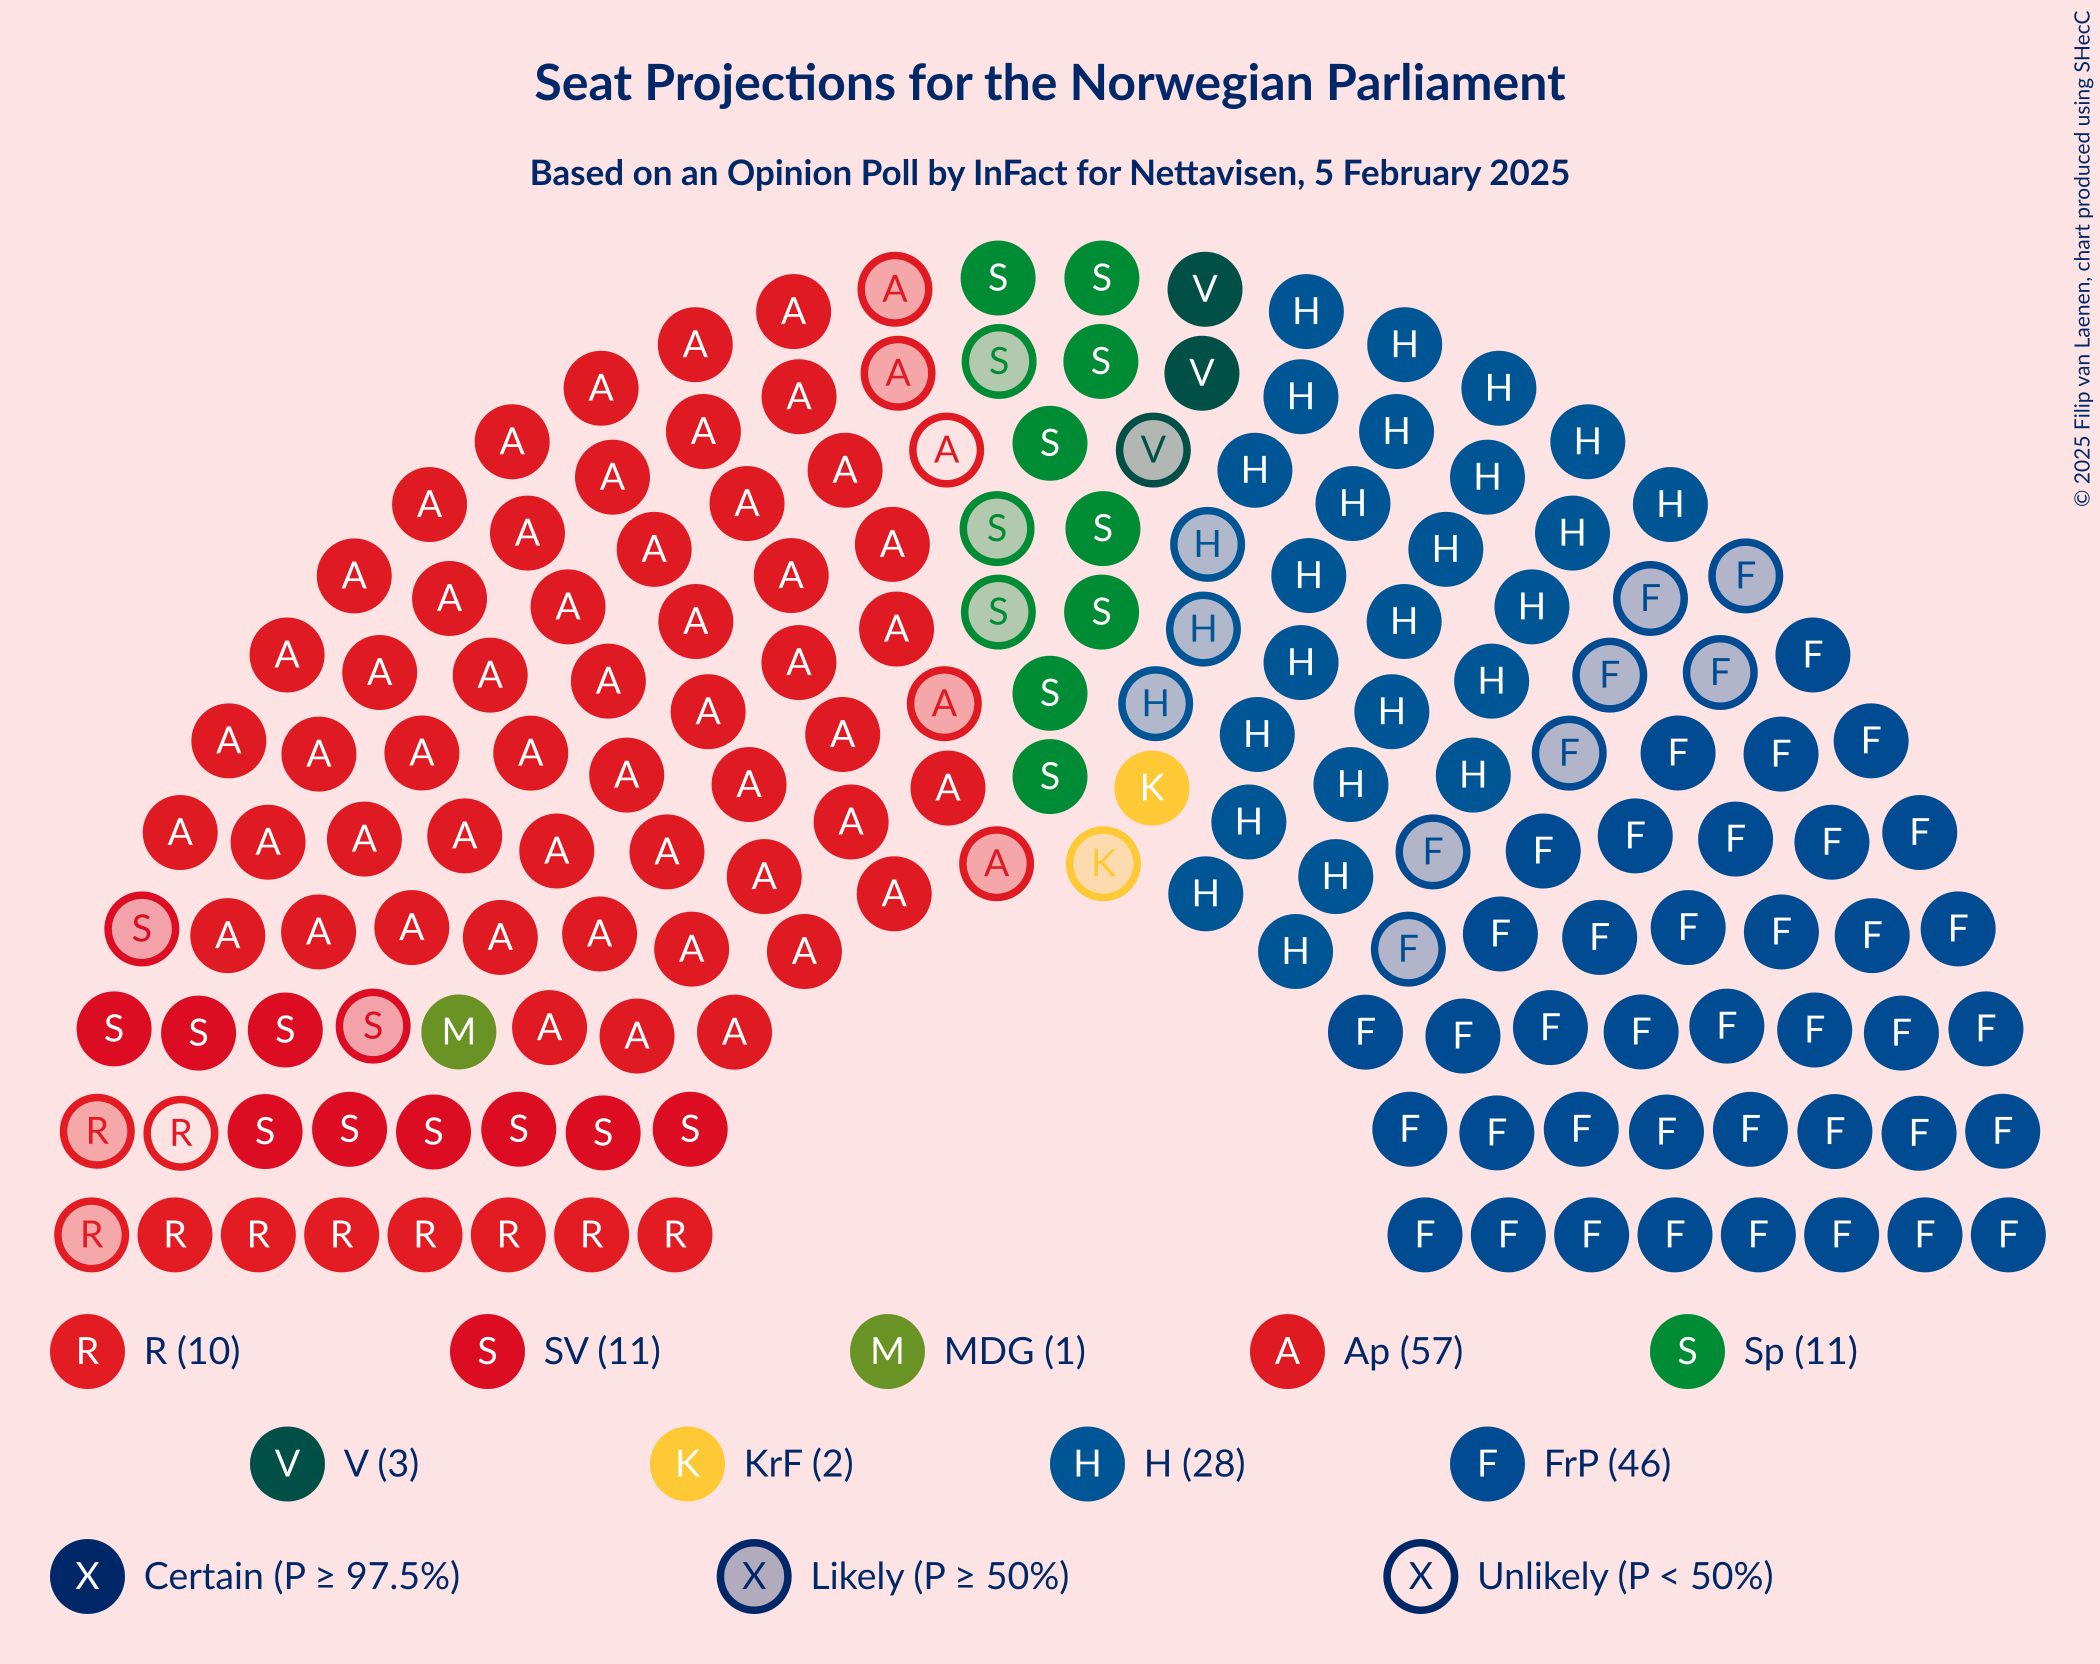 Seat Projections for the Norwegian Parliament
Based on an Opinion Poll by InFact for Nettavisen, 5 February 2025
© 2025 Filip van Laenen, chart produced using SHecC
A S S V
A A H H
A S S V
A A H H
A A H H
A S V
A A H H
A A H H
A A H H
A S S H
A A H H
A A H H
A A H F
A A H H
A S S H
A A H H
A A H F
A A H F
A A H H
A A F F
A A H F
A S H
A A H H
A A H H
A A F F
A A F F
A A H H
A S K
A A H H
A A H H
A A F F
A A F F
A A F F
A K
A A H H
A A F F
A A F F
A A F F
S A A A A A A A A H F F F F F F F
S S S S M A A A F F F F F F F F
R R S S S S S S F F F F F F F F
R R R R R R R R F F F F F F F F
R R (10) S SV (11) M MDG (1) A Ap (57) S Sp (11)
V V (3) K KrF (2) H H (28) F FrP (46)
X Certain (P ≥ 97.5%) X Likely (P ≥ 50%) X Unlikely (P < 50%)